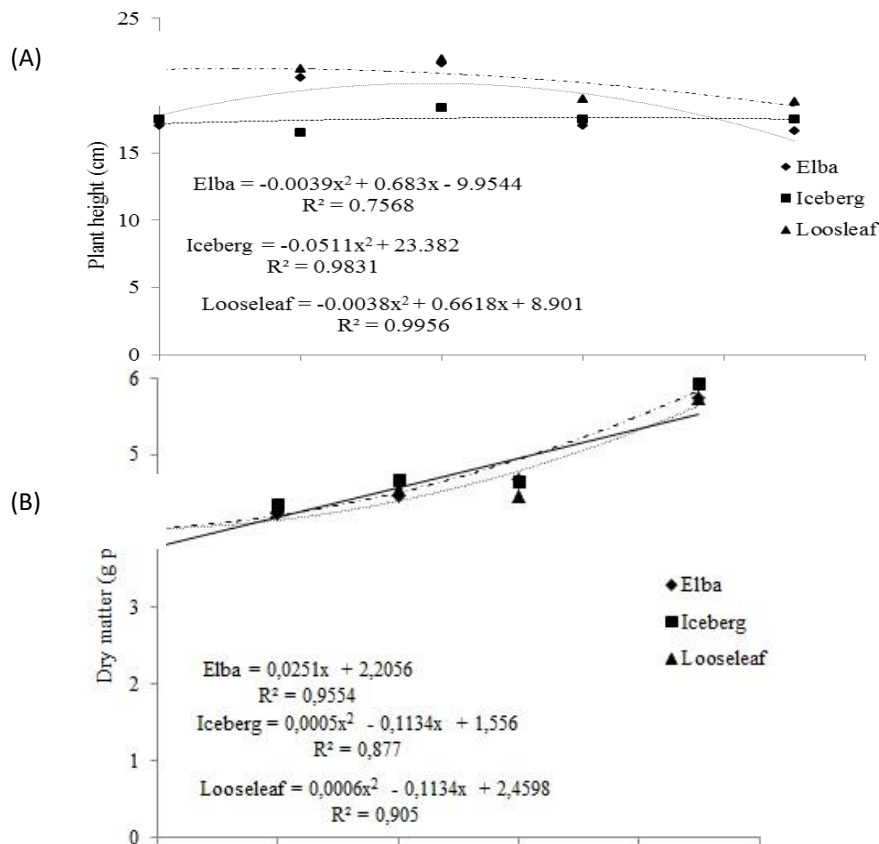 (A)
25
15
10
5
0
Plant height (cm)
Elba = -0.0039x² + 0.683x - 9.9544
R² = 0.7568
Iceberg = -0.0511x² + 23.382
R² = 0.9831
Looseleaf = -0.0038x² + 0.6618x + 8.901
R² = 0.9956
Elba
Iceberg
Loosleaf
(B)
6
5
3
2
1
0
Dry matter (g p
Elba = 0,0251x + 2,2056
R² = 0,9554
Iceberg = 0,0005x² - 0,1134x + 1,556
R² = 0,877
Looseleaf = 0,0006x² - 0,1134x + 2,4598
R² = 0,905
Elba
Iceberg
Looseleaf